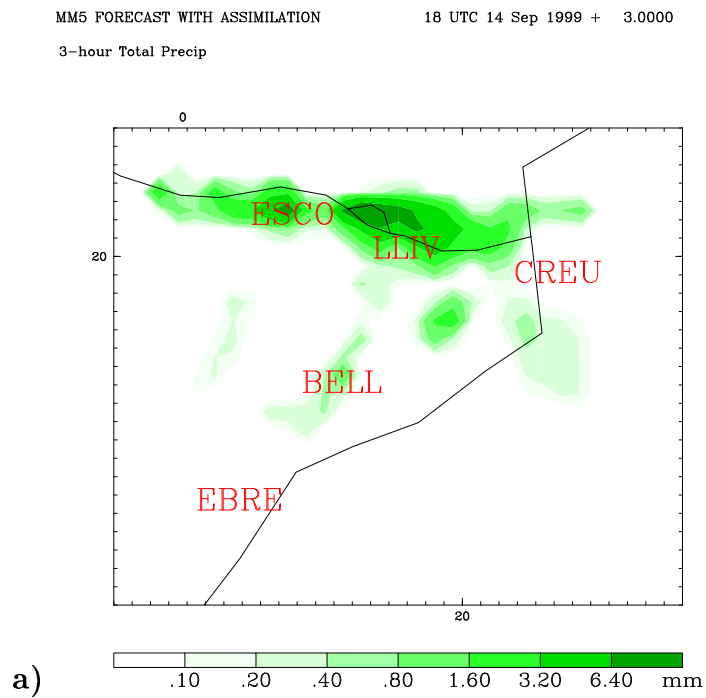 MM5 FORECAST WITH ASSIMILATION 18 UTC 14 Sep 1999 + 3.0000
3-hour Total Precip
0
ESCO
LLIV
20
CREU
BELL
EBRE
20
.10 .20 .40 .80 1.60 3.20 6.40 mm
a)